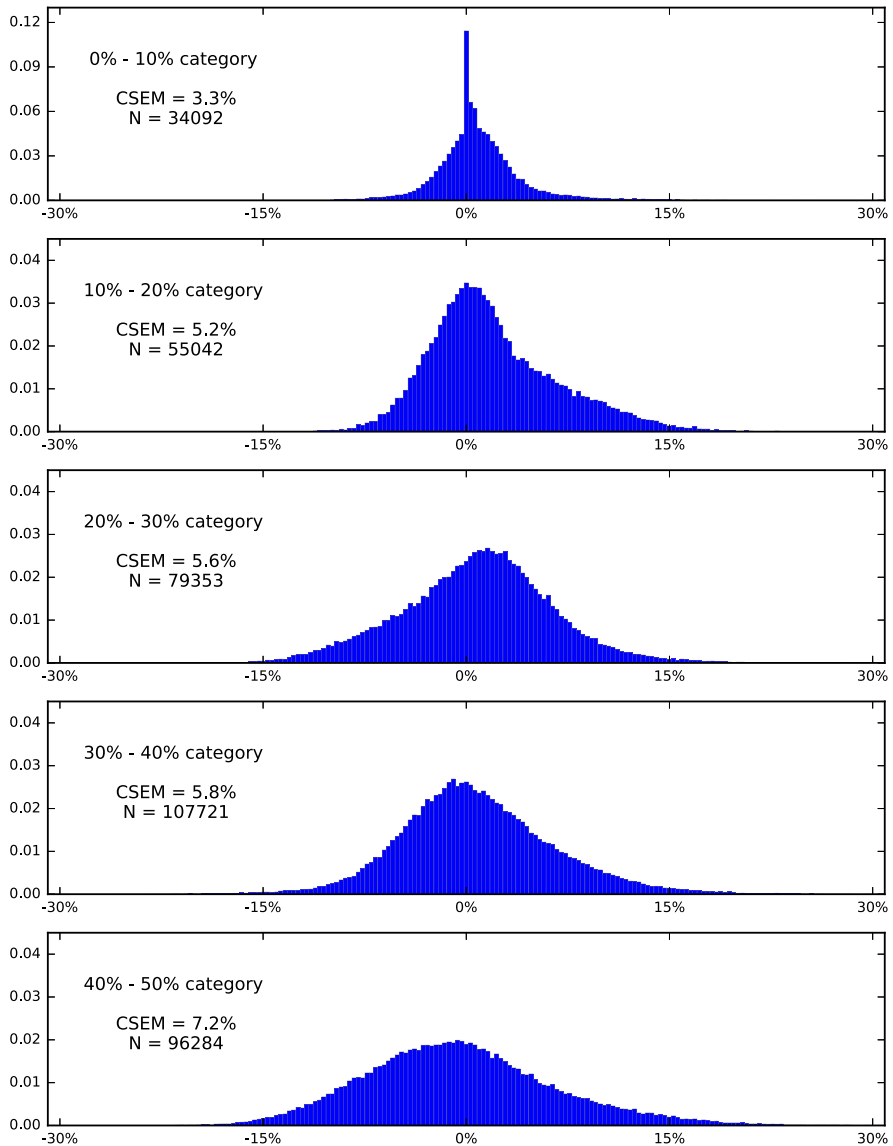 0.12
0% - 10% category
0.09
CSEM = 3.3%
N = 34092
0.06
0.03
0.00
-30% -15% 0% 15% 30%
0.04
10% - 20% category
0.03
CSEM = 5.2%
N = 55042
0.02
0.01
0.00
-30% -15% 0% 15% 30%
0.04
20% - 30% category
0.03
CSEM = 5.6%
N = 79353
0.02
0.01
0.00
-30% -15% 0% 15% 30%
0.04
30% - 40% category
0.03
CSEM = 5.8%
N = 107721
0.02
0.01
0.00
-30% -15% 0% 15% 30%
0.04
40% - 50% category
0.03
CSEM = 7.2%
N = 96284
0.02
0.01
0.00
-30% -15% 0% 15% 30%